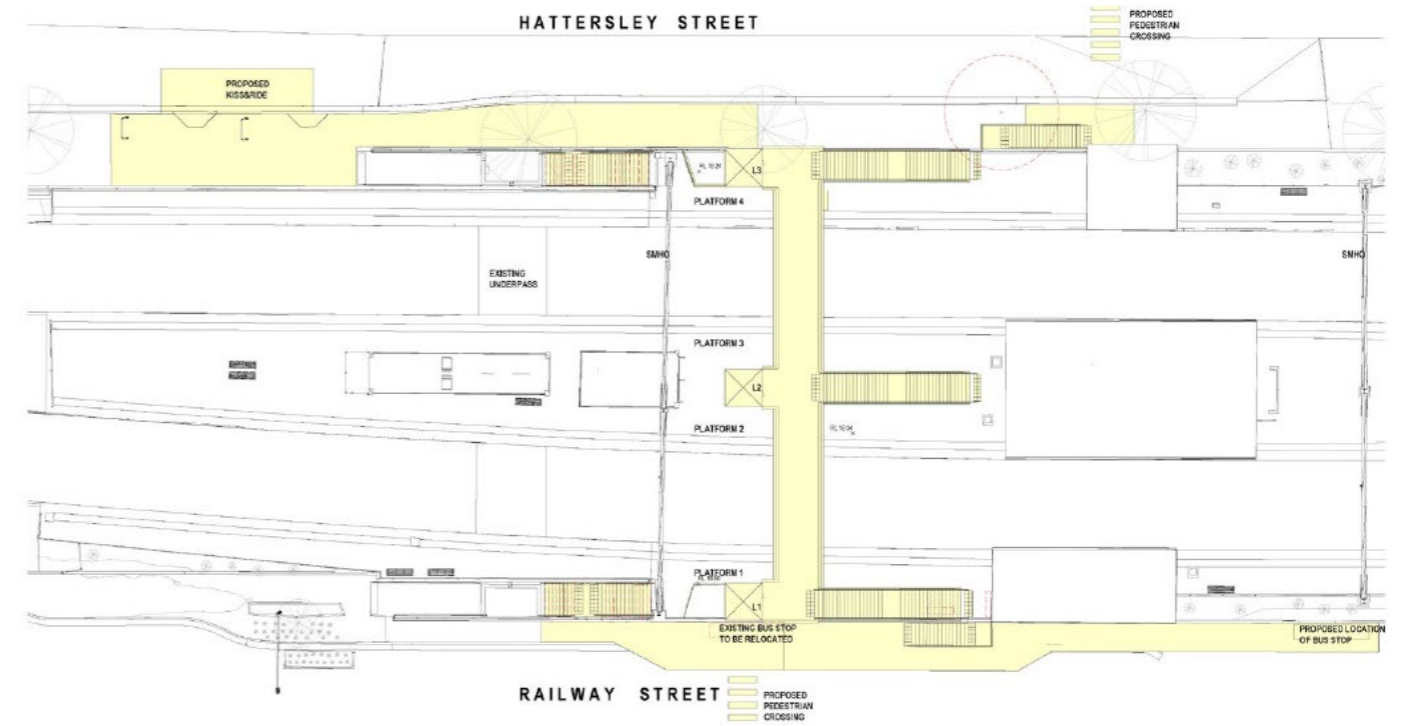 HATTERSLEY STREET
PROPOSED
PEDESTRIAN
CROSSING
PROPOSED
KISS&RIDE
L3
PLATFORM 4
SMHO
SMHO
EXISTING
UNDERPASS
PLATFORM 3
L2
PLATFORM 2
PLATFORM 1
L1
EXISTING BUS STOP
TO BE RELOCATED
PROPOSED LOCATION
OF BUS STOP
RAILWAY STREET
PROPOSED
PEDESTRIAN
CROSSING